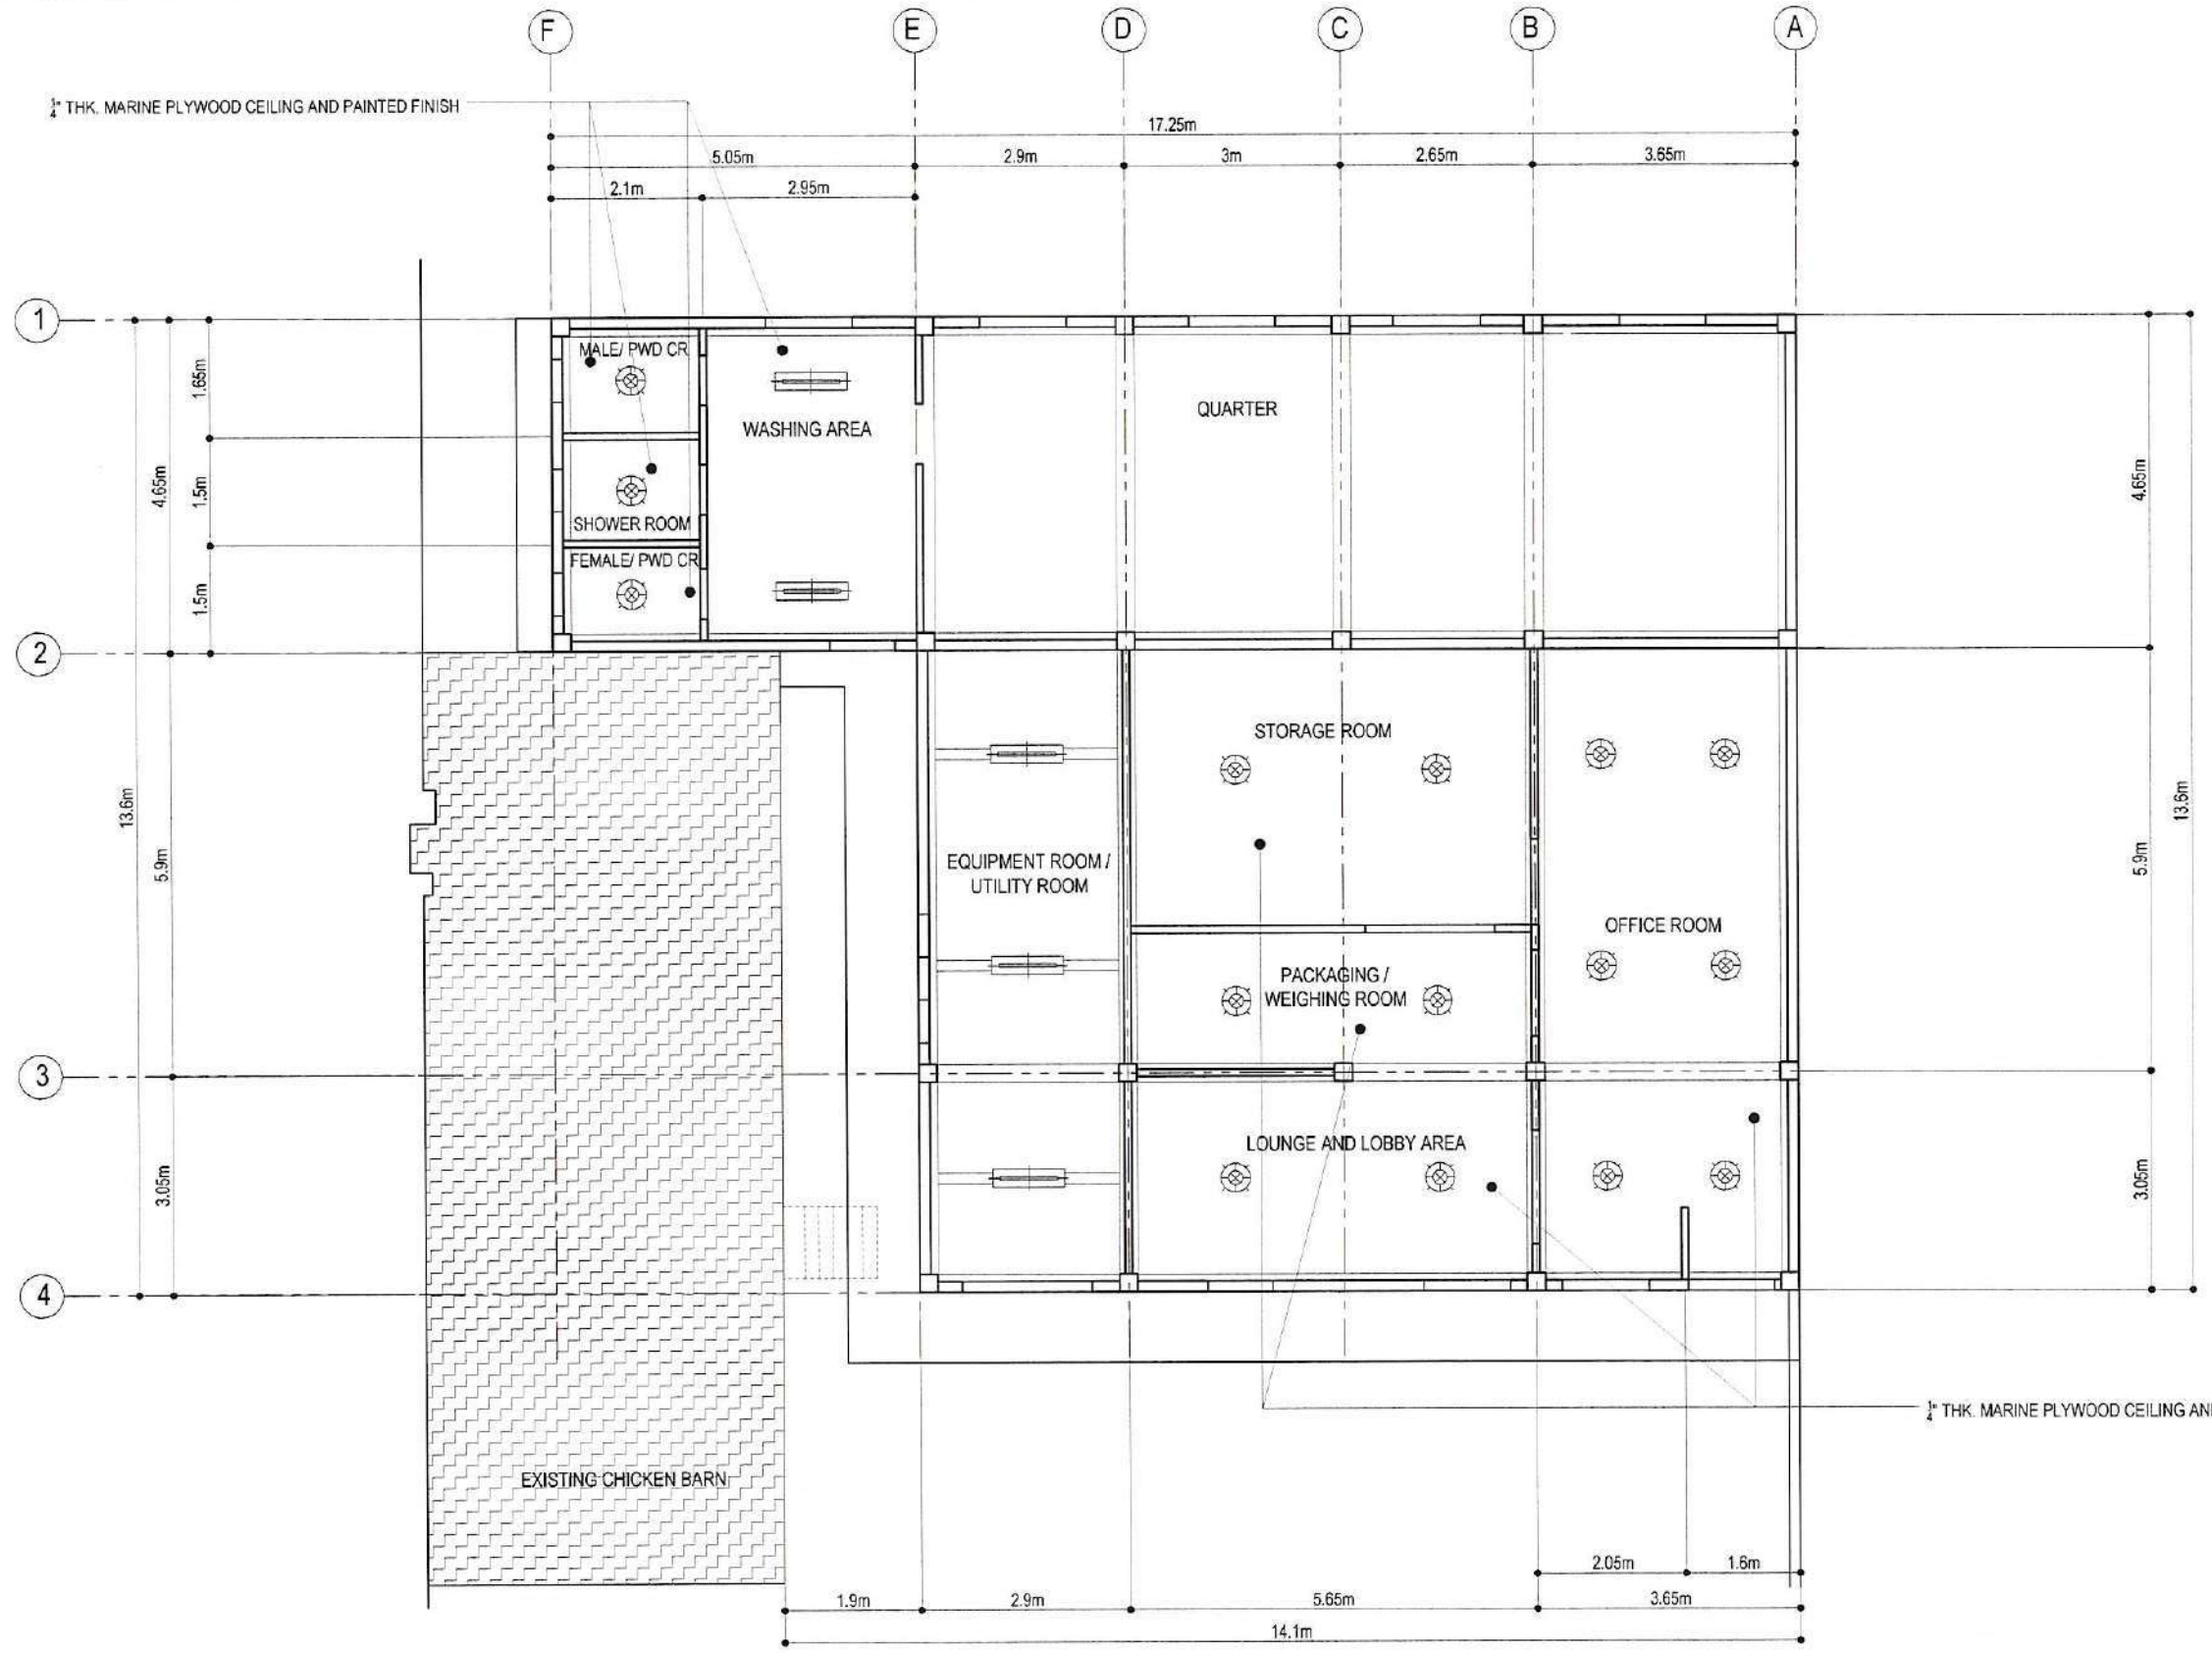 F
E
D
C
B
A
¼" THK. MARINE PLYWOOD CEILING AND PAINTED FINISH
17.25m
5.05m
2.9m
3m
2.65m
3.65m
2.1m
2.95m
1
MALE/ PWD CR
1.65m
QUARTER
WASHING AREA
4.65m
1.5m
4.65m
SHOWER ROOM
FEMALE/ PWD CR
1.5m
2
STORAGE ROOM
13.6m
13.6m
5.9m
EQUIPMENT ROOM /
UTILITY ROOM
5.9m
OFFICE ROOM
PACKAGING /
WEIGHING ROOM
3
LOUNGE AND LOBBY AREA
3.05m
3.05m
4
¼" THK. MARINE PLYWOOD CEILING AN
EXISTING CHICKEN BARN
2.05m
1.6m
1.9m
2.9m
5.65m
3.65m
14.1m